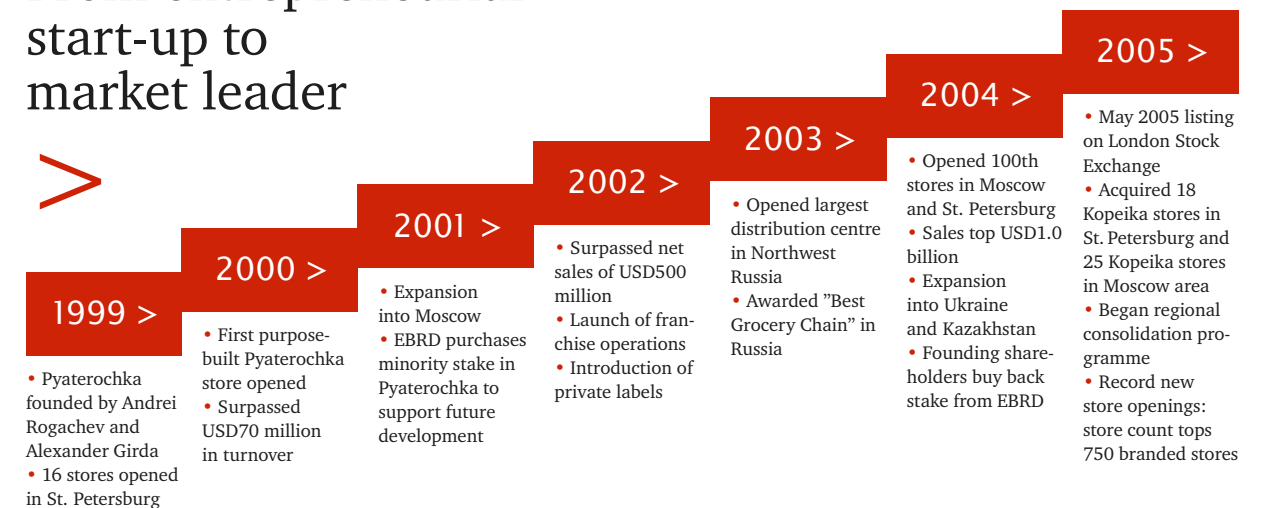 start-up to
market leader
>
1999 >
• Pyaterochka
founded by Andrei
Rogachev and
Alexander Girda
• 16 stores opened
in St. Petersburg
2000 >
• First purpose-
built Pyaterochka
store opened
• Surpassed
USD70 million
in turnover
2001 >
• Expansion
into Moscow
• EBRD purchases
minority stake in
Pyaterochka to
support future
development
2002 >
• Surpassed net
sales of USD500
million
• Launch of fran-
chise operations
• Introduction of
private labels
2003 >
• Opened largest
distribution centre
in Northwest
Russia
• Awarded ”Best
Grocery Chain” in
Russia
2004 >
• Opened 100th
stores in Moscow
and St. Petersburg
• Sales top USD1.0
billion
• Expansion
into Ukraine
and Kazakhstan
• Founding share-
holders buy back
stake from EBRD
2005 >
• May 2005 listing
on London Stock
Exchange
• Acquired 18
Kopeika stores in
St. Petersburg and
25 Kopeika stores
in Moscow area
• Began regional
consolidation pro-
gramme
• Record new
store openings:
store count tops
750 branded stores